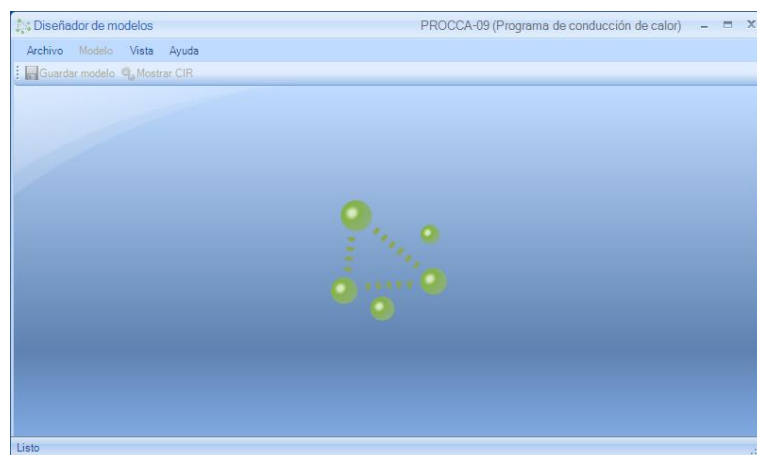 Diseñador de modelos PROCCA-09 (Programa de conducción de calor)
Archivo Modelo Vista Ayuda
Guardar modelo Mostrar CIR
Listo